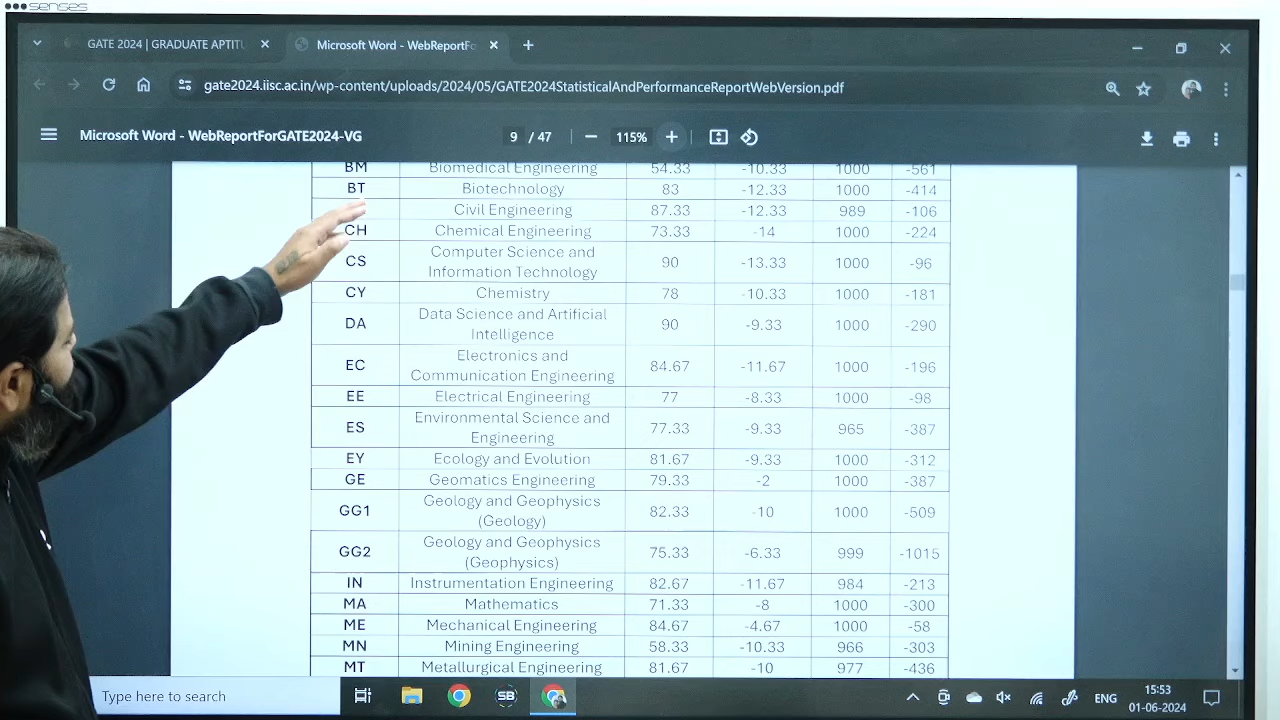 senses
GATE 2024 | GRADUATE APTITU
Microsoft Word - WebReportFo
gate2024.iisc.ac.in/wp-content/uploads/2024/05/GATE2024StatisticalAndPerformanceReportWebVersion.pdf
Microsoft Word - WebReportForGATE2024-VG
9 / 47
115%
BM Biomedical Engineering 54.33 -10.33 1000 -561
BT Biotechnology 83 -12.33 1000 -414
Civil Engineering 87.33 -12.33 989 -106
CH Chemical Engineering 73.33 -14 1000 -224
CS Computer Science and 90 -13.33 1000 -96
Information Technology
CY Chemistry 78 -10.33 1000 -181
DA Data Science and Artificial 90 -9.33 1000 -290
Intelligence
EC Electronics and 84.67 -11.67 1000 -196
Communication Engineering
EE Electrical Engineering 77 -8.33 1000 -98
ES Environmental Science and 77.33 -9.33 965 -387
Engineering
EY Ecology and Evolution 81.67 -9.33 1000 -312
GE Geomatics Engineering 79.33 -2 1000 -387
GG1 Geology and Geophysics 82.33 -10 1000 -509
(Geology)
GG2 Geology and Geophysics 75.33 -6.33 999 -1015
(Geophysics)
IN Instrumentation Engineering 82.67 -11.67 984 -213
MA Mathematics 71.33 -8 1000 -300
ME Mechanical Engineering 84.67 -4.67 1000 -58
MN Mining Engineering 58.33 -10.33 966 -303
MT Metallurgical Engineering 81.67 -10 977 -436
Type here to search
SB
ENG
15:53
01-06-2024